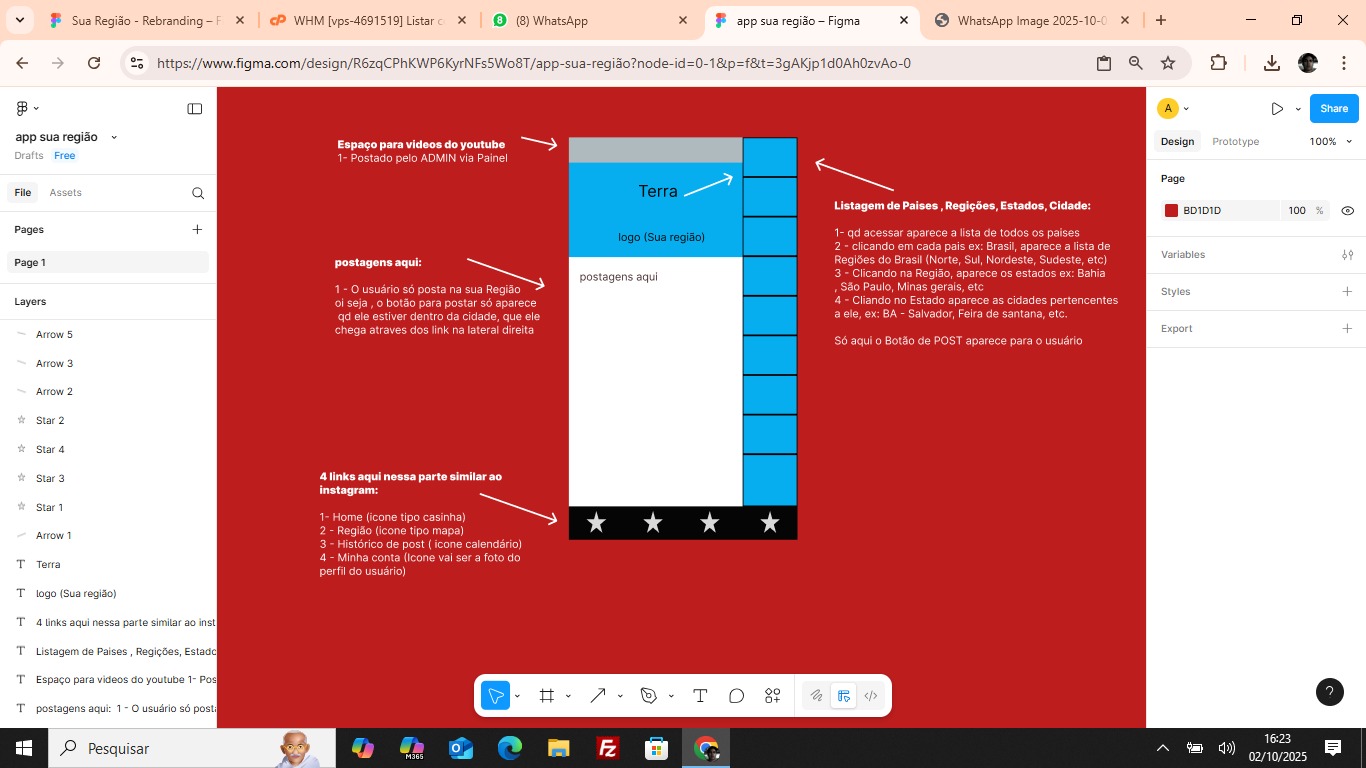 Sua Região - Rebranding – F
WHM [vps-4691519] Listar c
(8) WhatsApp
app sua região – Figma
WhatsApp Image 2025-10-0
https://www.figma.com/design/R6zqCPhKWP6KyrNFs5Wo8T/app-sua-região?node-id=0-1&p=f&t=3gAKjp1d0Ah0zvAo-0
app sua região
Drafts Free
File Assets
Pages
Page 1
Layers
Arrow 5
Arrow 3
Arrow 2
Star 2
Star 4
Star 3
Star 1
Arrow 1
Terra
logo (Sua região)
4 links aqui nessa parte similar ao inst
Listagem de Paises , Regições, Estado
Espaço para videos do youtube 1- Pos
postagens aqui: 1 - O usuário só posta
Espaço para videos do youtube
1- Postado pelo ADMIN via Painel
postagens aqui:
1 - O usuário só posta na sua Região
oi seja , o botão para postar só aparece
qd ele estiver dentro da cidade, que ele
chega atraves dos link na lateral direita
4 links aqui nessa parte similar ao
instagram:
1- Home (icone tipo casinha)
2 - Região (icone tipo mapa)
3 - Histórico de post ( icone calendário)
4 - Minha conta (Icone vai ser a foto do
perfil do usuário)
Terra
logo (Sua região)
postagens aqui
Listagem de Paises , Regições, Estados, Cidade:
1- qd acessar aparece a lista de todos os paises
2 - clicando em cada pais ex: Brasil, aparece a lista de
Regiões do Brasil (Norte, Sul, Nordeste, Sudeste, etc)
3 - Clicando na Região, aparece os estados ex: Bahia
, São Paulo, Minas gerais, etc
4 - Cliando no Estado aparece as cidades pertencentes
a ele, ex: BA - Salvador, Feira de santana, etc.
Só aqui o Botão de POST aparece para o usuário
A
Share
Design Prototype 100%
Page
BD1D1D 100 %
Variables
Styles
Export
?
Pesquisar
M365
16:23
02/10/2025